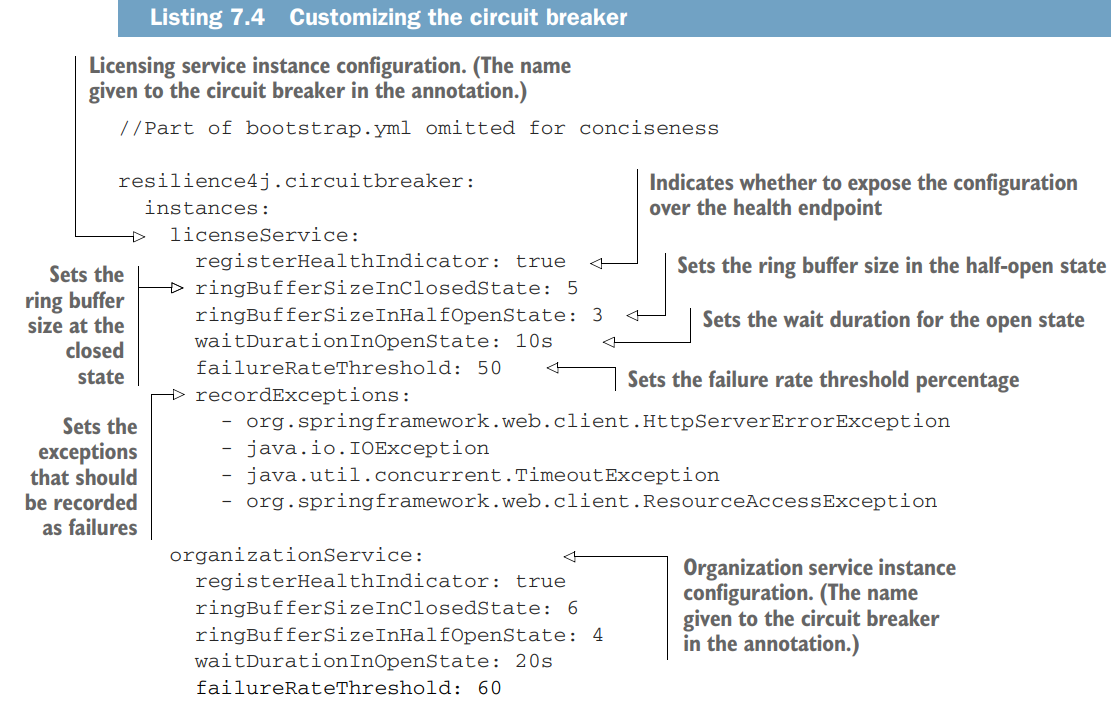 Listing 7.4 Customizing the circuit breaker
Licensing service instance configuration. (The name
given to the circuit breaker in the annotation.)
//Part of bootstrap.yml omitted for conciseness
resilience4j.circuitbreaker:
instances:
licenseService:
registerHealthIndicator: true
Indicates whether to expose the configuration
over the health endpoint
ringBufferSizeInClosedState: 5
Sets the
ring buffer
size at the
closed
state
ringBufferSizeInHalfOpenState: 3
Sets the ring buffer size in the half-open state
waitDurationInOpenState: 10s
Sets the wait duration for the open state
failureRateThreshold: 50
Sets the failure rate threshold percentage
recordExceptions:
Sets the
exceptions
that should
be recorded
as failures
- org.springframework.web.client.HttpServerErrorException
- java.io.IOException
- java.util.concurrent.TimeoutException
- org.springframework.web.client.ResourceAccessException
organizationService:
Organization service instance
configuration. (The name
given to the circuit breaker
in the annotation.)
registerHealthIndicator: true
ringBufferSizeInClosedState: 6
ringBufferSizeInHalfOpenState: 4
waitDurationInOpenState: 20s
failureRateThreshold: 60